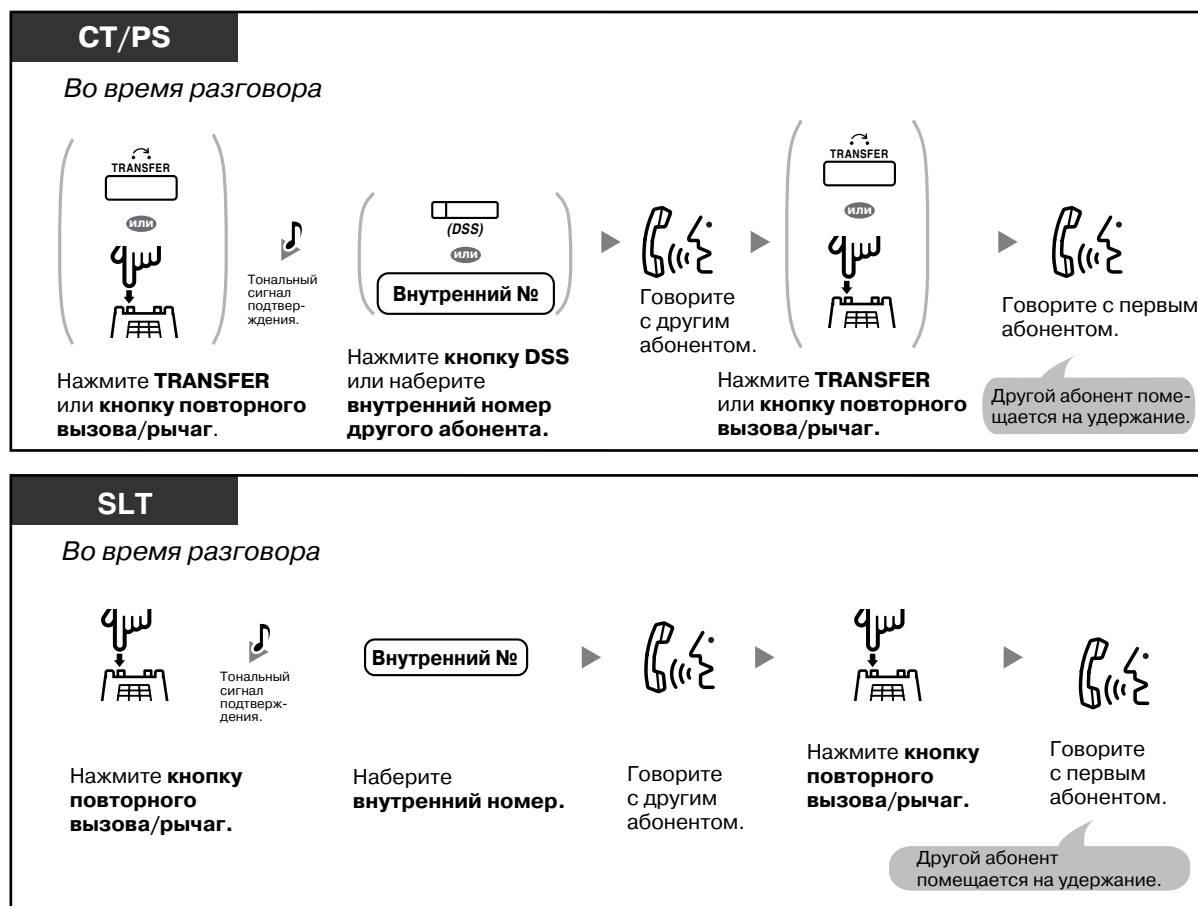 CT/PS
Во время разговора
TRANSFER
или
Тональный
сигнал
подтвер-
ждения.
Нажмите TRANSFER
или кнопку повторного
вызова/рычаг.
(DSS)
или
Внутренний №
Нажмите кнопку DSS
или наберите
внутренний номер
другого абонента.
Говорите
с другим
абонентом.
TRANSFER
или
Нажмите TRANSFER
или кнопку повторного
вызова/рычаг.
Говорите с первым
абонентом.
Другой абонент поме-
щается на удержание.
SLT
Во время разговора
Тональный
сигнал
подтверж-
дения.
Нажмите кнопку
повторного
вызова/рычаг.
Внутренний №
Наберите
внутренний номер.
Говорите
с другим
абонентом.
Нажмите кнопку
повторного
вызова/рычаг.
Говорите
с первым
абонентом.
Другой абонент
помещается на удержание.